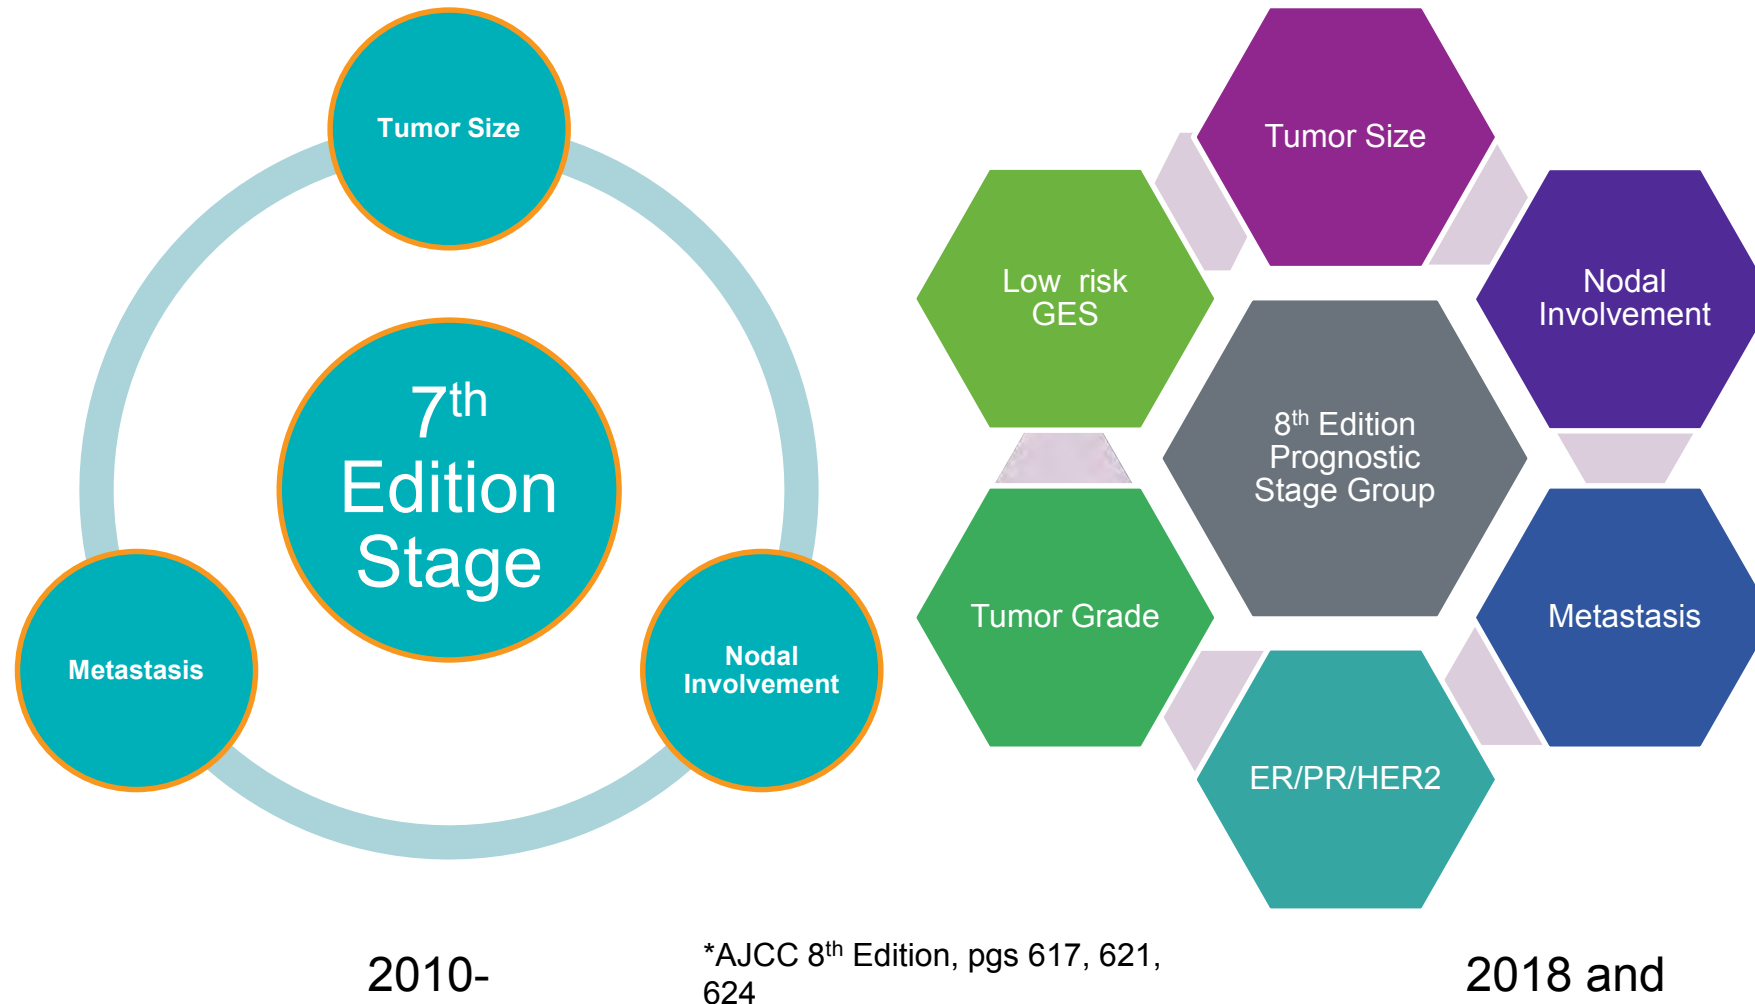 Tumor Size
7th
Edition
Stage
Metastasis
Nodal
Involvement
Tumor Size
Low risk
GES
Nodal
Involvement
8th Edition
Prognostic
Stage Group
Tumor Grade
Metastasis
ER/PR/HER2
2010-
*AJCC 8th Edition, pgs 617, 621,
624
2018 and